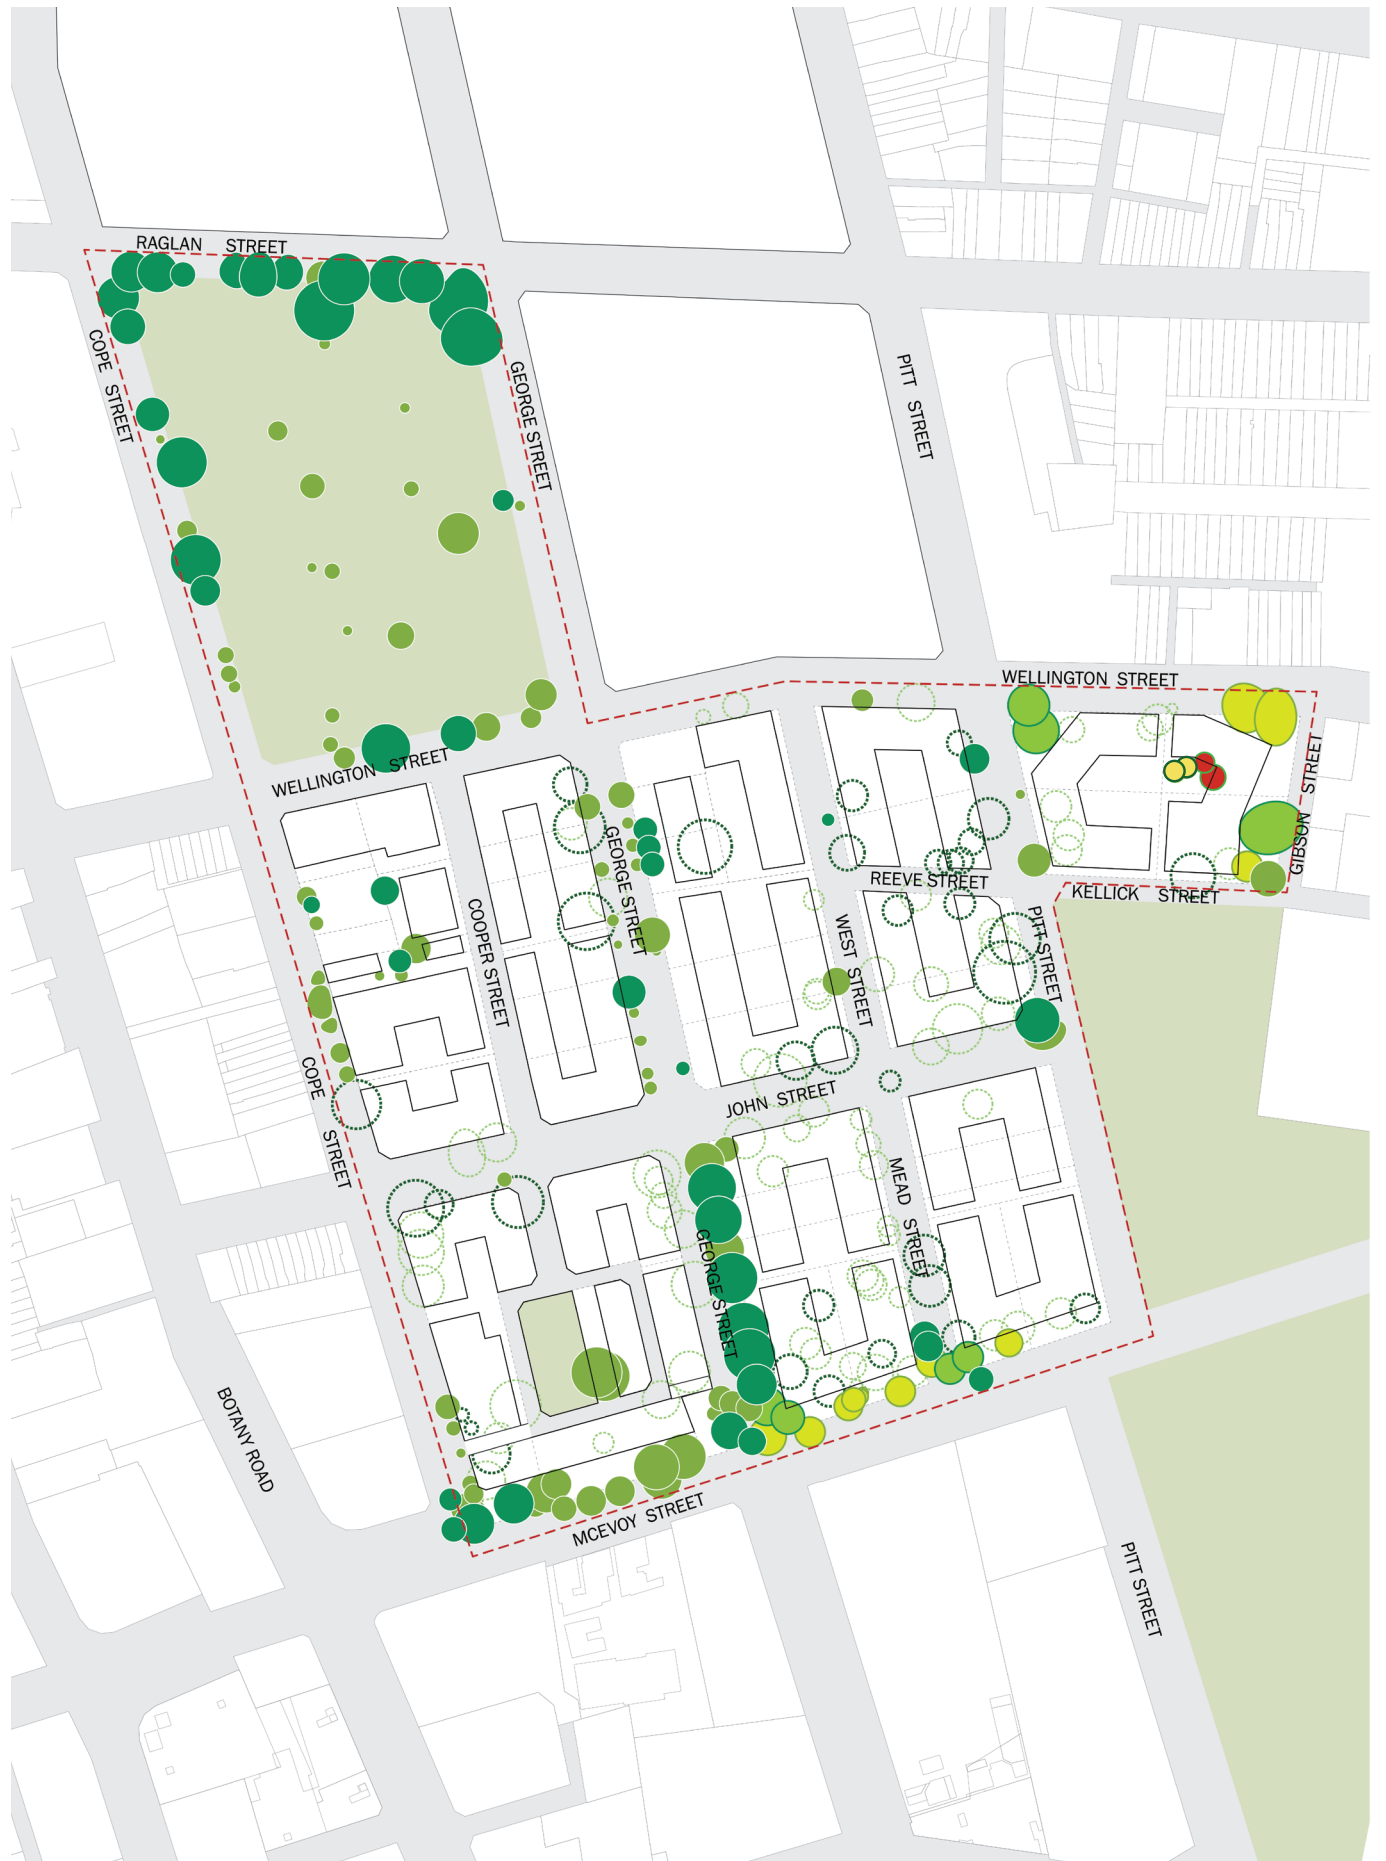 RAGLAN STREET
COPE STREET
GEORGE STREET
PITT STREET
WELLINGTON STREET
WELLINGTON STREET
GIBSON STREET
GEORGE STREET
REEVE STREET
KELLICK STREET
COOPER STREET
WEST STREET
PITT STREET
COPE STREET
JOHN STREET
MEAD STREET
GEORGE STREET
BOTANY ROAD
MCEVOY STREET
PITT STREET